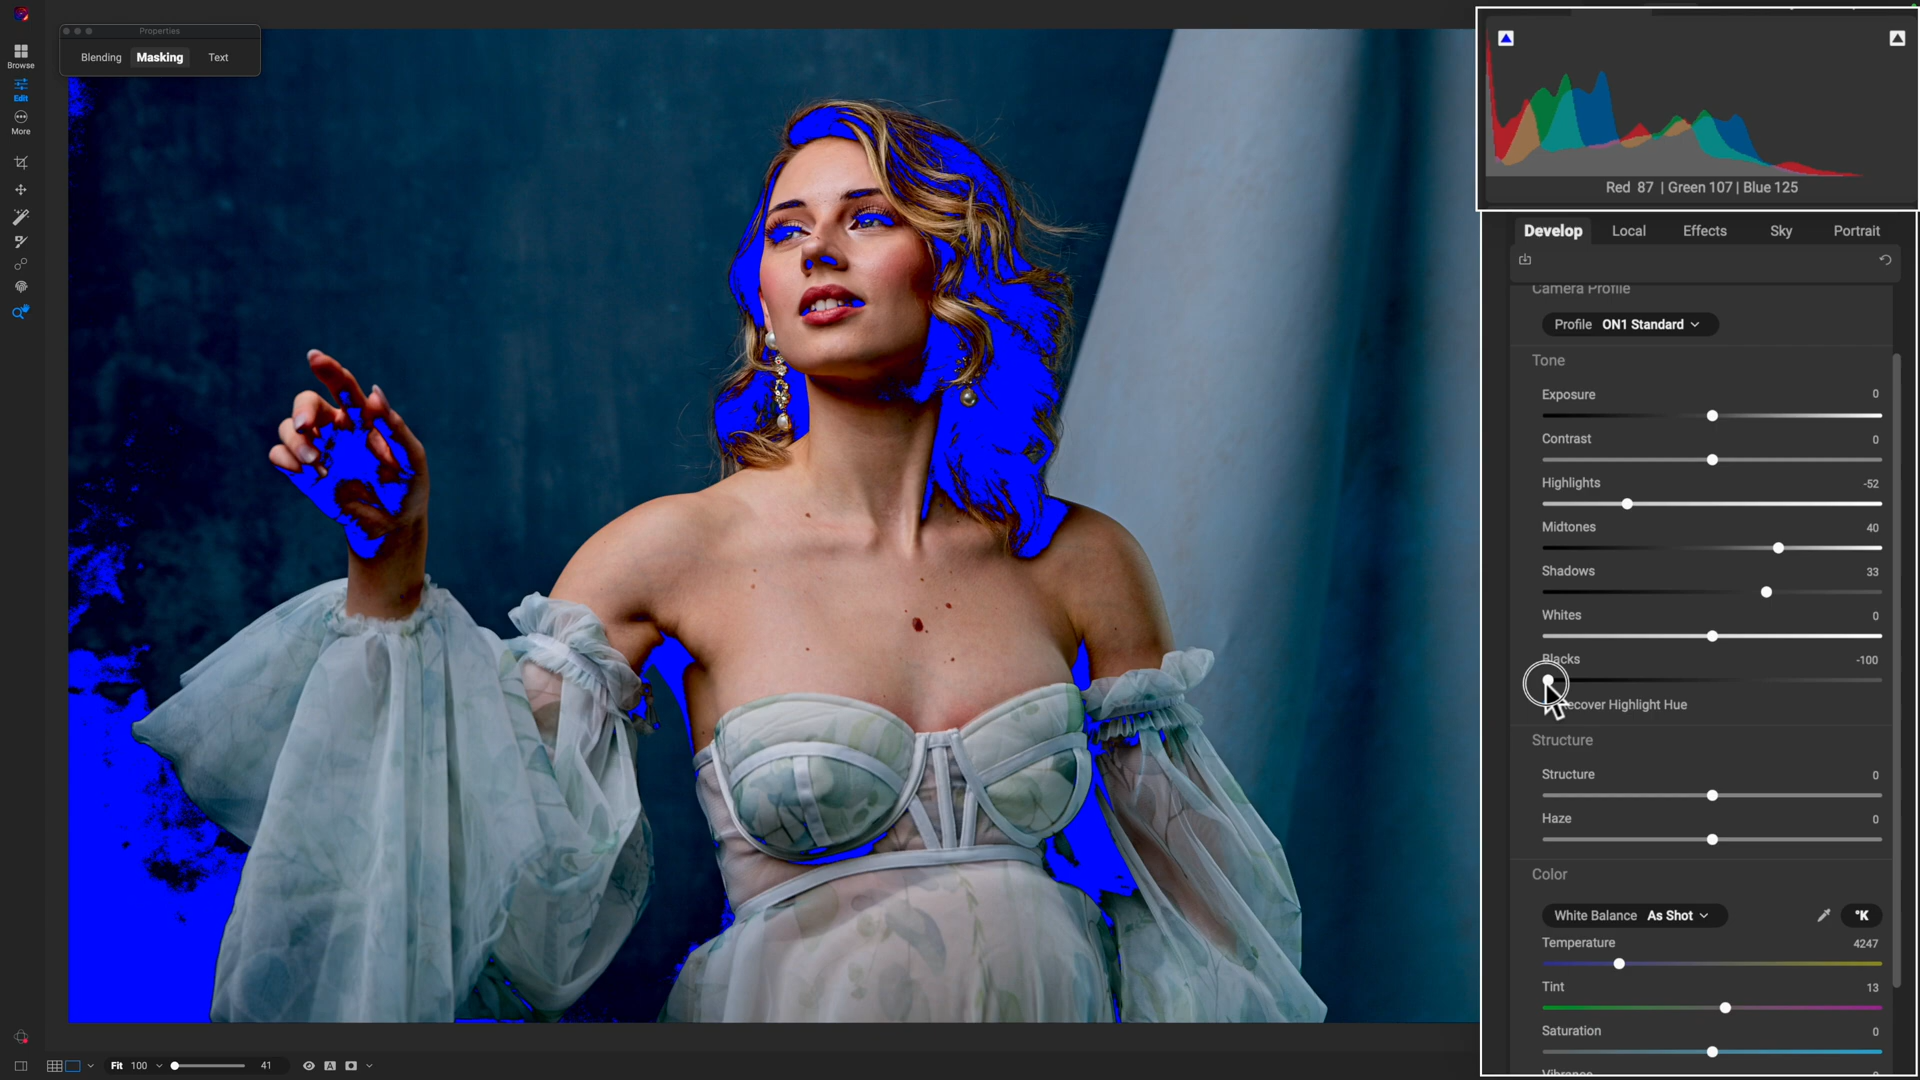 Properties
Blending Masking Text
Browse
Edit
More
Red 87 | Green 107 | Blue 125
Develop Local Effects Sky Portrait
Camera Profile
Profile ON1 Standard
Tone
Exposure 0
Contrast 0
Highlights -52
Midtones 40
Shadows 33
Whites 0
Blacks -100
ecover Highlight Hue
Structure
Structure 0
Haze 0
Color
White Balance As Shot °K
Temperature 4247
Tint 13
Saturation 0
Vibrance
Fit 100 41
A